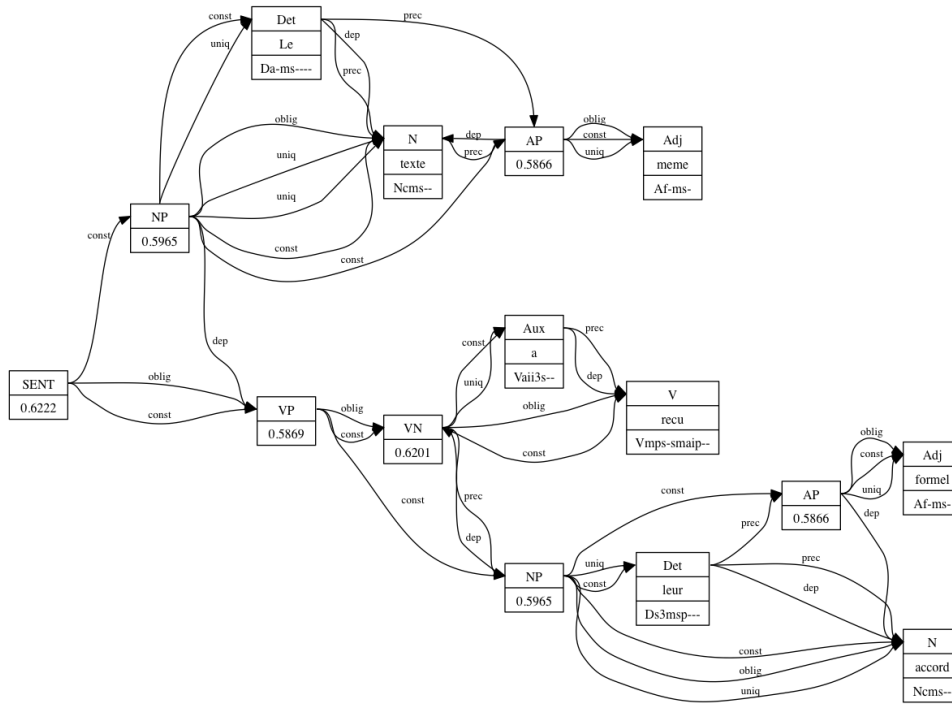 prec
const
Det
dep
Le
uniq
prec
Da-ms----
oblig
N
dep
AP
oblig
const
Adj
texte
prec
uniq
meme
uniq
0.5866
Ncms--
Af-ms-
NP
uniq
const
0.5965
const
const
Aux
prec
const
a
dep
uniq
dep
Vaii3s--
V
SENT
oblig
oblig
recu
0.6222
VP
oblig
VN
Vmps-smaip--
const
0.5869
const
0.6201
const
oblig
Adj
const
formel
AP
uniq
const
const
prec
Af-ms-
0.5866
dep
prec
dep
Det
prec
NP
uniq
leur
const
dep
0.5965
Ds3msp---
N
const
accord
oblig
uniq
Ncms--